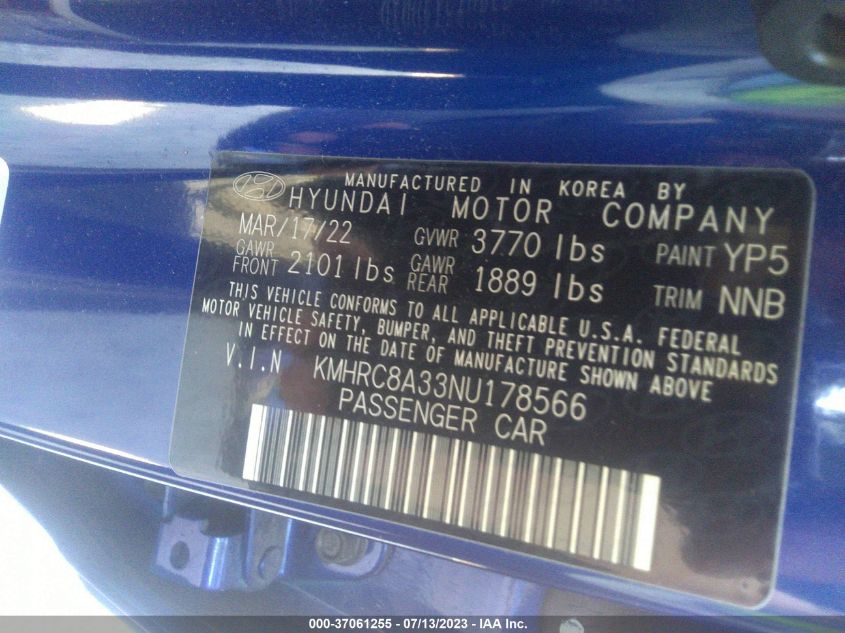 MANUFACTURED IN KOREA BY
HYUNDAI MOTOR COMPANY
MAR/17/22 GVWR 3770 lbs PAINT YP5
GAWR FRONT 2101 lbs GAWR REAR 1889 lbs TRIM NNB
THIS VEHICLE CONFORMS TO ALL APPLICABLE U.S.A. FEDERAL
MOTOR VEHICLE SAFETY, BUMPER, AND THEFT PREVENTION STANDARDS
IN EFFECT ON THE DATE OF MANUFACTURE SHOWN ABOVE
V.I.N KMHRC8A33NU178566
PASSENGER CAR
000-37061255 - 07/13/2023 - IAA Inc.